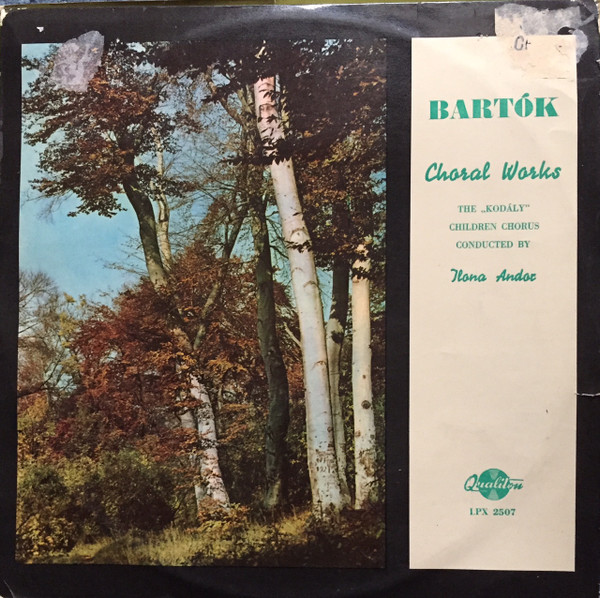 BARTÓK
Choral Works
THE „KODÁLY”
CHILDREN CHORUS
CONDUCTED BY
Ilona Andor
Qualiton
LPX 2507